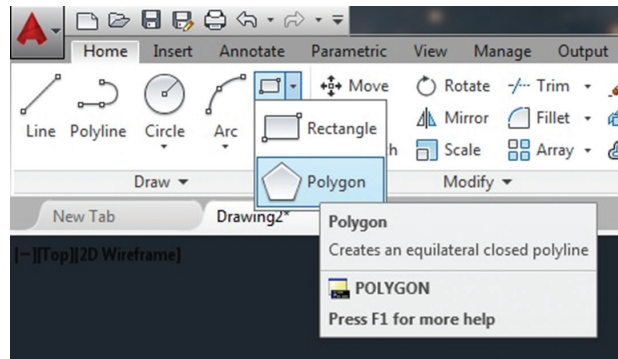 Home Insert Annotate Parametric View Manage Output
Move Rotate Trim
Rectangle Mirror Fillet
Line Polyline Circle Arc
h Scale Array
Polygon
Draw Modify
New Tab Drawing2*
[−][Top][2D Wireframe]
Polygon
Creates an equilateral closed polyline
POLYGON
Press F1 for more help